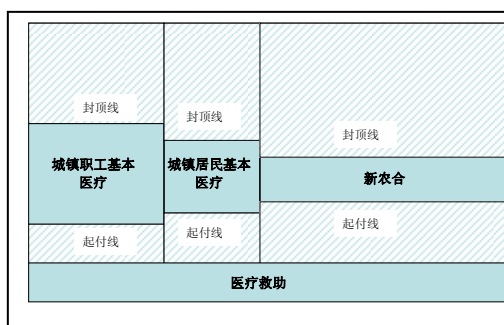 封顶线
封顶线
封顶线
城镇职工基本
医疗
城镇居民基本
医疗
新农合
起付线
起付线
起付线
医疗救助